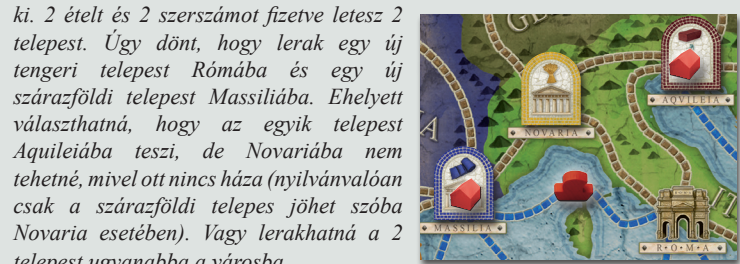 ki. 2 ételt és 2 szerszámot fizetve letesz 2
telepest. Úgy dönt, hogy lerak egy új
tengeri telepest Rómába és egy új
szárazföldi telepest Massiliába. Ehelyett
választhatná, hogy az egyik telepest
Aquileiába teszi, de Novariába nem
tehetné, mivel ott nincs háza (nyilvánvalóan
csak a szárazföldi telepes jöhet szóba
Novaria esetében). Vagy lerakhatná a 2
telepest ugyanabba a városba.
AQVILEIA
NOVARIA
MASSILIA
R·O·M·A